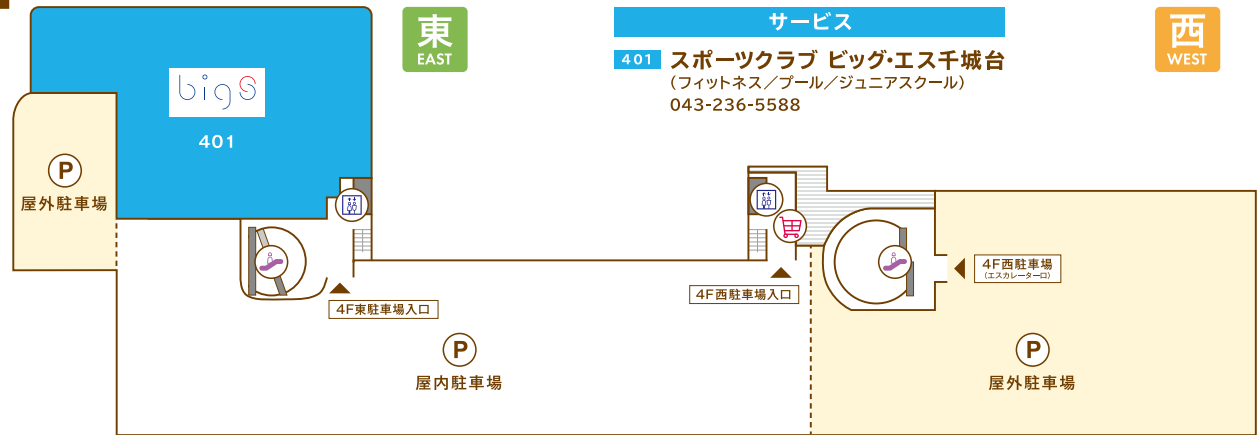 東
EAST
サービス
西
WEST
401 スポーツクラブ ビッグ・エス千城台
（フィットネス／プール／ジュニアスクール）
043-236-5588
bigs
401
P
屋外駐車場
4F西駐車場
（エスカレーター口）
4F西駐車場入口
4F東駐車場入口
P
屋内駐車場
P
屋外駐車場